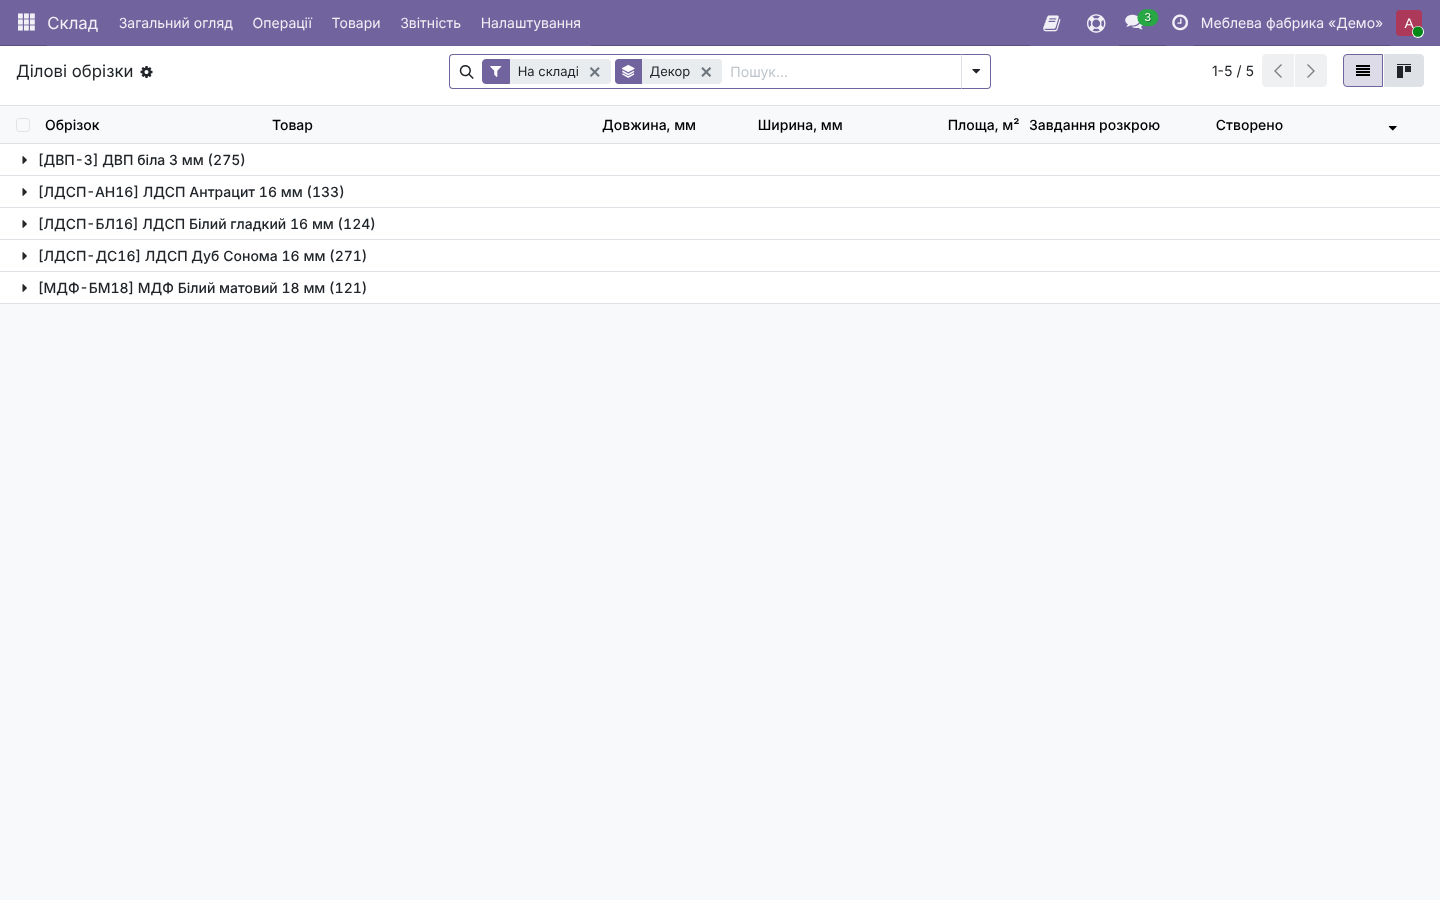 Склад Загальний огляд Операції Товари Звітність Налаштування 3 Меблева фабрика «Демо» A
Ділові обрізки На складі Декор Пошук... 1-5 / 5
Обрізок Товар Довжина, мм Ширина, мм Площа, м² Завдання розкрою Створено
[ДВП-3] ДВП біла 3 мм (275)
[ЛДСП-АН16] ЛДСП Антрацит 16 мм (133)
[ЛДСП-БЛ16] ЛДСП Білий гладкий 16 мм (124)
[ЛДСП-ДС16] ЛДСП Дуб Сонома 16 мм (271)
[МДФ-БМ18] МДФ Білий матовий 18 мм (121)